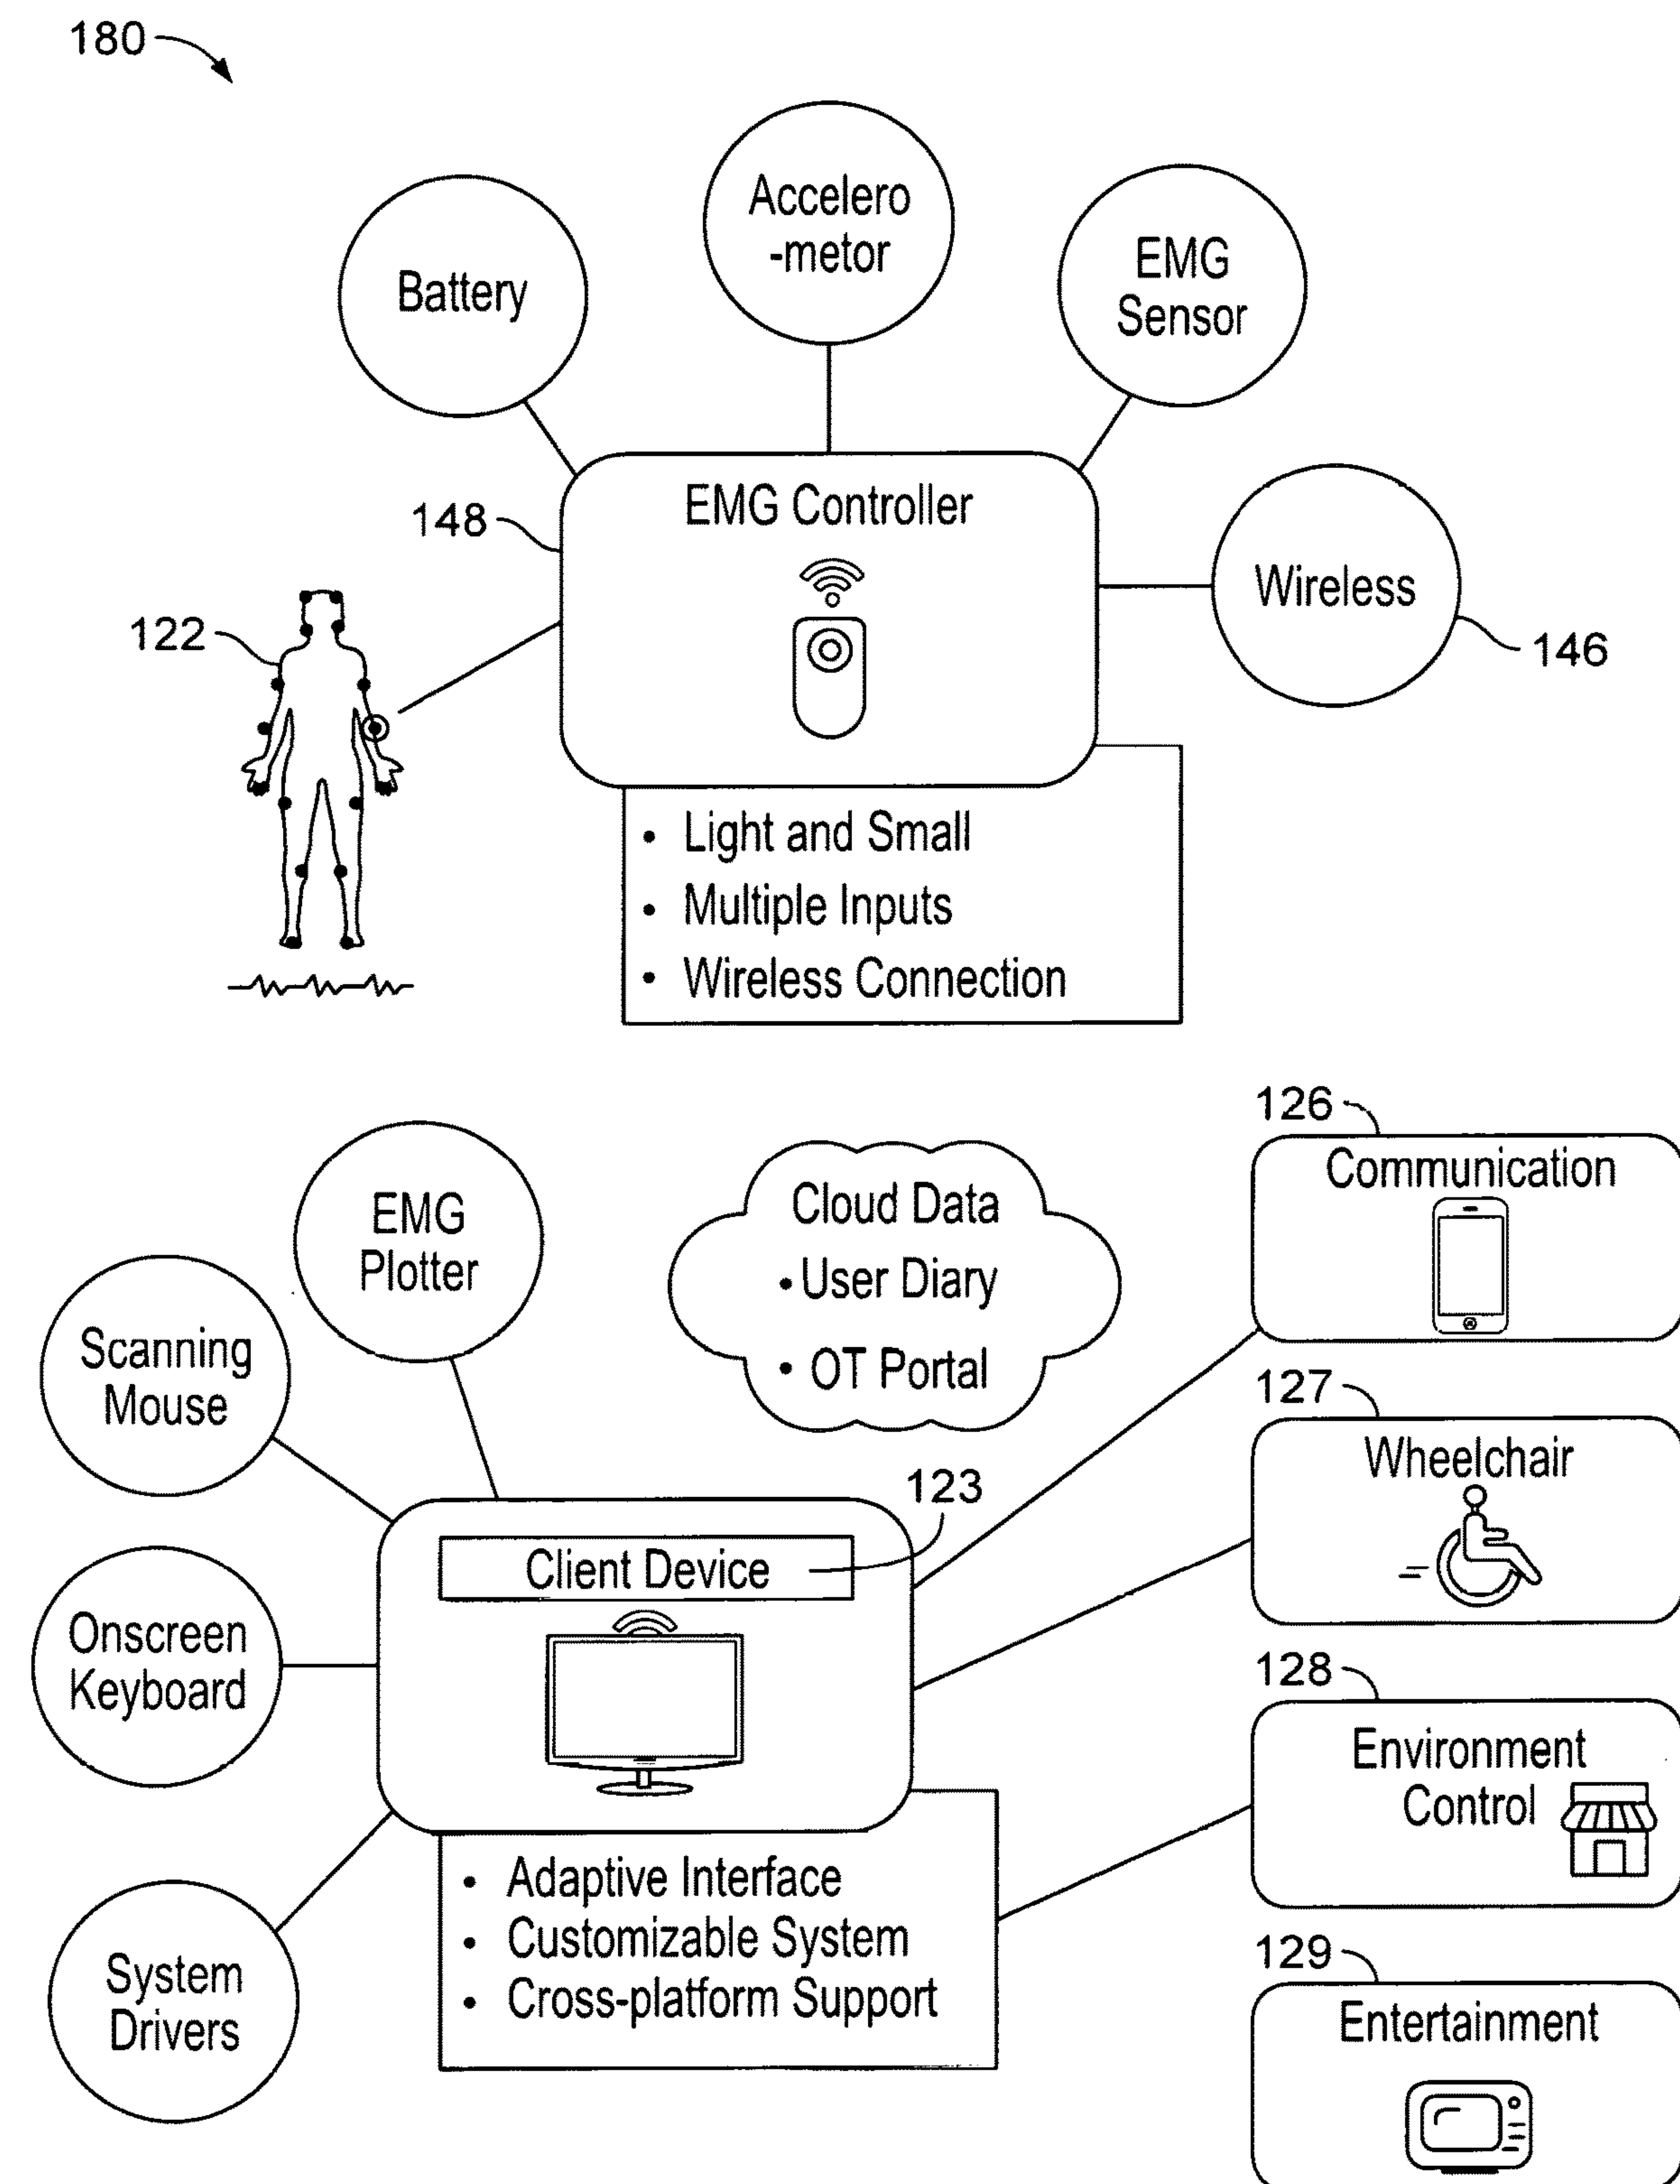 180
Accelero
-metor
Battery
EMG
Sensor
148
EMG Controller
Wireless
122
146
• Light and Small
• Multiple Inputs
• Wireless Connection
126
Communication
EMG
Plotter
Cloud Data
• User Diary
• OT Portal
Scanning
Mouse
127
Wheelchair
123
Client Device
Onscreen
Keyboard
128
Environment
Control
• Adaptive Interface
• Customizable System
• Cross-platform Support
System
Drivers
129
Entertainment